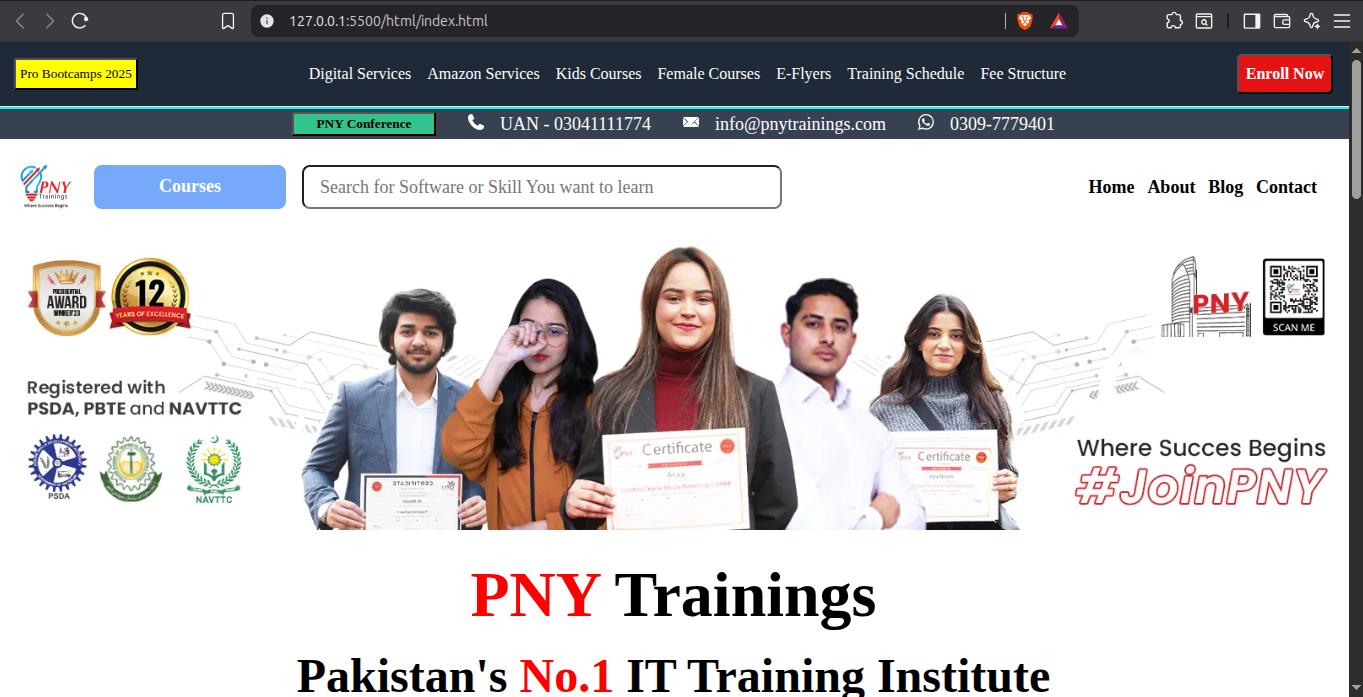 127.0.0.1:5500/html/index.html
Pro Bootcamps 2025
Digital Services Amazon Services Kids Courses Female Courses E-Flyers Training Schedule Fee Structure
Enroll Now
PNY Conference
UAN - 03041111774
info@pnytrainings.com
0309-7779401
PNY
Trainings
Where Success Begins
Courses
Search for Software or Skill You want to learn
Home About Blog Contact
PRESIDENTIAL
AWARD
WINNER'23
12
YEARS OF EXCELLENCE
PNY
SCAN ME
Registered with
PSDA, PBTE and NAVTTC
PSDA
NAVTTC
Certificate
Certificate
Where Succes Begins
#JoinPNY
PNY Trainings
Pakistan's No.1 IT Training Institute